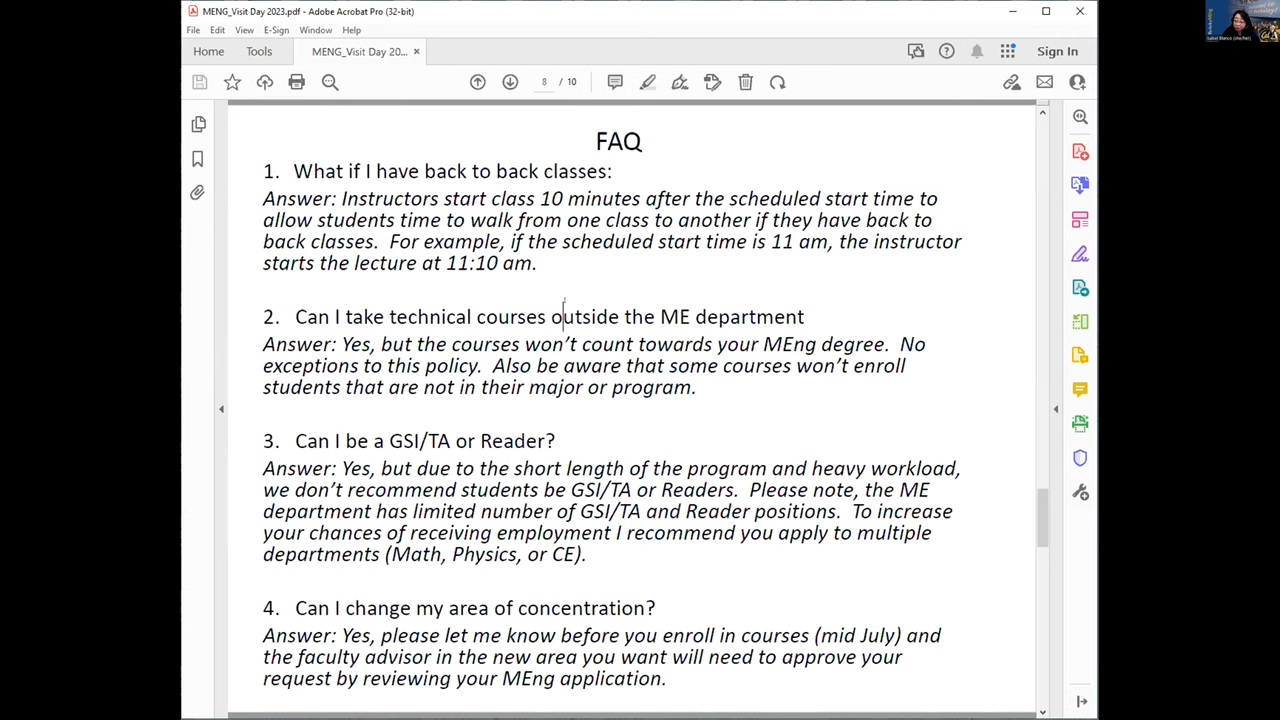 MENG_Visit Day 2023.pdf - Adobe Acrobat Pro (32-bit)
File Edit View E-Sign Window Help
Home Tools MENG_Visit Day 20... × Sign In
8 / 10
FAQ
1. What if I have back to back classes:
Answer: Instructors start class 10 minutes after the scheduled start time to
allow students time to walk from one class to another if they have back to
back classes. For example, if the scheduled start time is 11 am, the instructor
starts the lecture at 11:10 am.
2. Can I take technical courses outside the ME department
Answer: Yes, but the courses won't count towards your MEng degree. No
exceptions to this policy. Also be aware that some courses won't enroll
students that are not in their major or program.
3. Can I be a GSI/TA or Reader?
Answer: Yes, but due to the short length of the program and heavy workload,
we don't recommend students be GSI/TA or Readers. Please note, the ME
department has limited number of GSI/TA and Reader positions. To increase
your chances of receiving employment I recommend you apply to multiple
departments (Math, Physics, or CE).
4. Can I change my area of concentration?
Answer: Yes, please let me know before you enroll in courses (mid July) and
the faculty advisor in the new area you want will need to approve your
request by reviewing your MEng application.
Isabel Blanco (she/her)
Cal